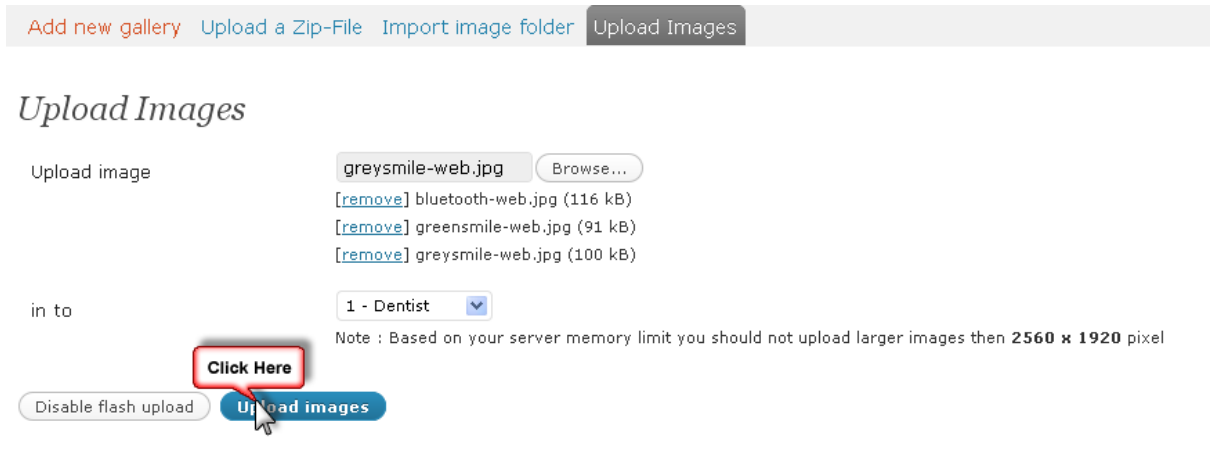 Add new gallery Upload a Zip-File Import image folder Upload Images
Upload Images
Upload image greysmile-web.jpg Browse...
[remove] bluetooth-web.jpg (116 kB)
[remove] greensmile-web.jpg (91 kB)
[remove] greysmile-web.jpg (100 kB)
in to 1 - Dentist
Note : Based on your server memory limit you should not upload larger images then 2560 x 1920 pixel
Click Here
Disable flash upload Upload images